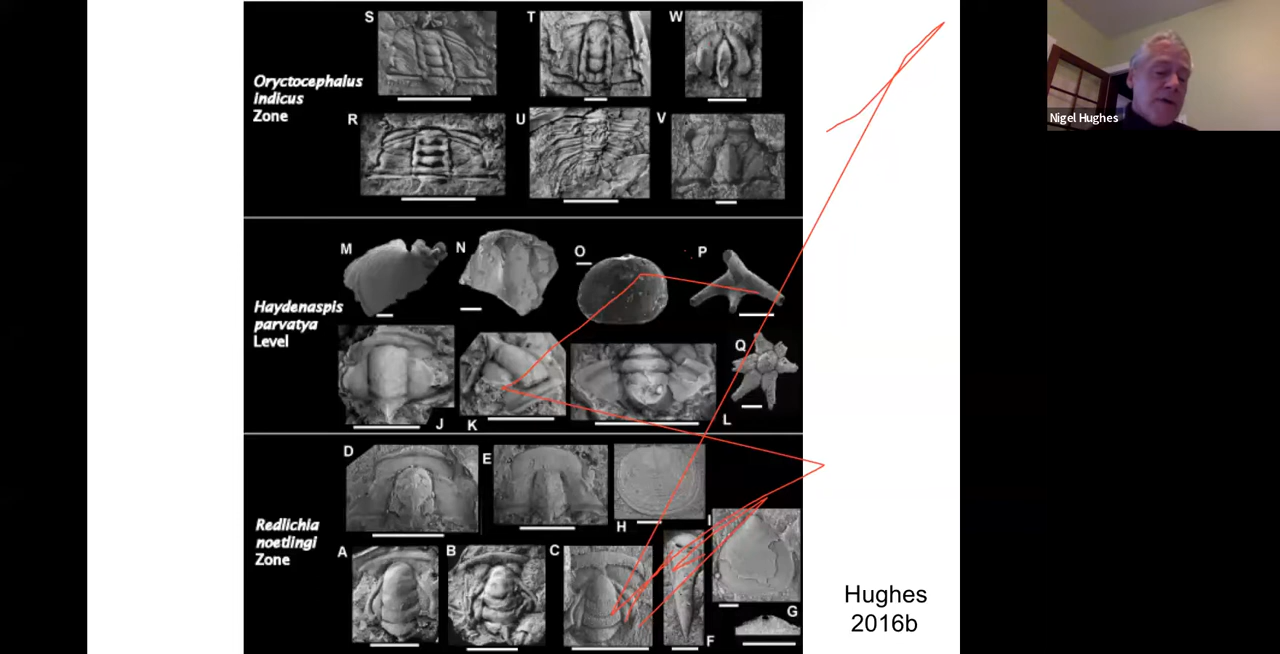 S
T
W
Oryctocephalus
indicus
Zone
R
U
V
Nigel Hughes
M
N
O
P
Haydenaspis
parvatya
Level
Q
J
K
L
D
E
H
I
Redlichia
noetlingi
Zone
A
B
C
G
F
Hughes
2016b